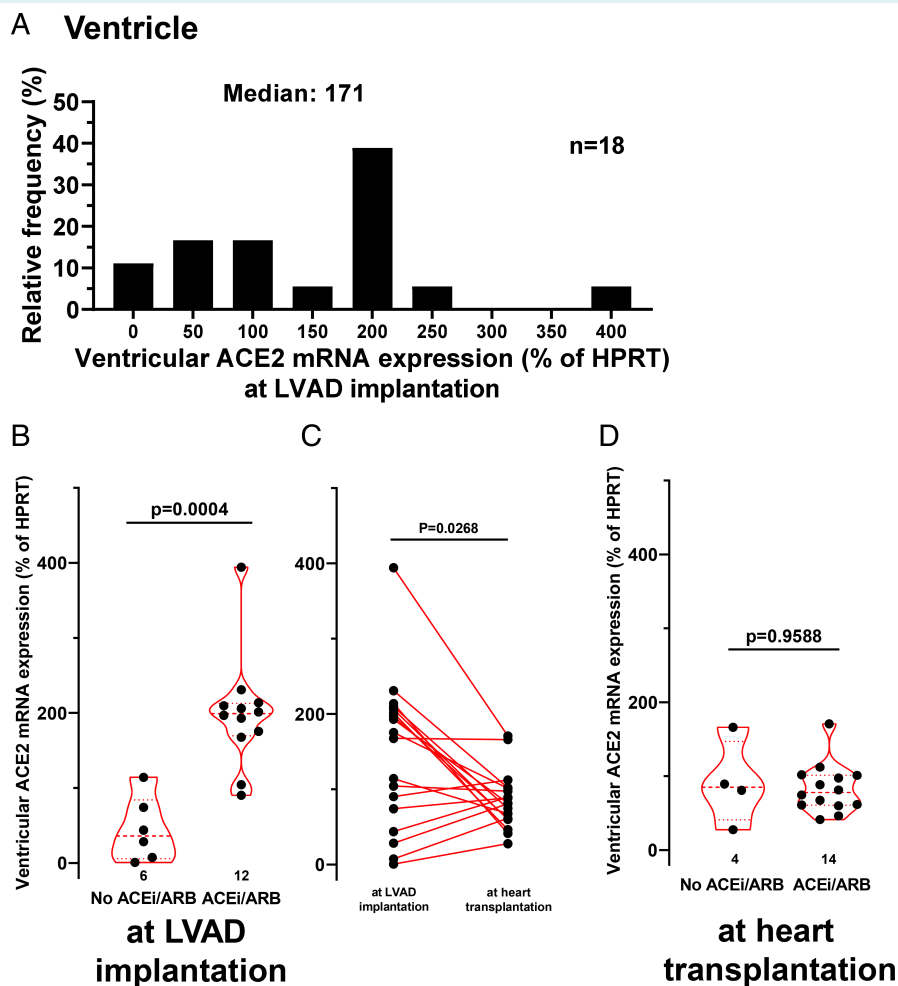 A Ventricle
Median: 171
n=18
Relative frequency (%)
50
40
30
20
10
0
0 50 100 150 200 250 300 350 400
Ventricular ACE2 mRNA expression (% of HPRT)
at LVAD implantation
B
Ventricular ACE2 mRNA expression (% of HPRT)
p=0.0004
400
200
0
6 12
No ACEi/ARB ACEi/ARB
at LVAD
implantation
C
P=0.0268
400
200
0
at LVAD
implantation
at heart
transplantation
D
Ventricular ACE2 mRNA expression (% of HPRT)
p=0.9588
400
200
0
4 14
No ACEi/ARB ACEi/ARB
at heart
transplantation